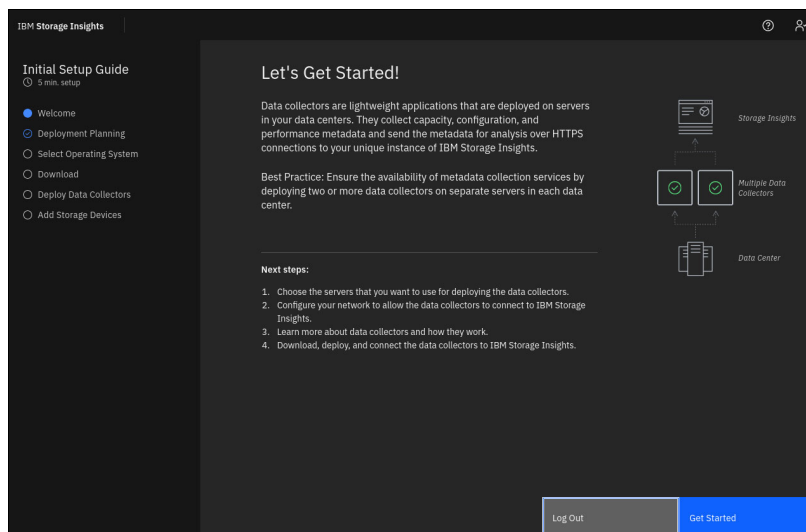 IBM Storage Insights
Initial Setup Guide
5 min. setup
Welcome
Deployment Planning
Select Operating System
Download
Deploy Data Collectors
Add Storage Devices
Let's Get Started!
Data collectors are lightweight applications that are deployed on servers
in your data centers. They collect capacity, configuration, and
performance metadata and send the metadata for analysis over HTTPS
connections to your unique instance of IBM Storage Insights.
Best Practice: Ensure the availability of metadata collection services by
deploying two or more data collectors on separate servers in each data
center.
Next steps:
1. Choose the servers that you want to use for deploying the data collectors.
2. Configure your network to allow the data collectors to connect to IBM Storage
Insights.
3. Learn more about data collectors and how they work.
4. Download, deploy, and connect the data collectors to IBM Storage Insights.
Storage Insights
Multiple Data
Collectors
Data Center
Log Out
Get Started